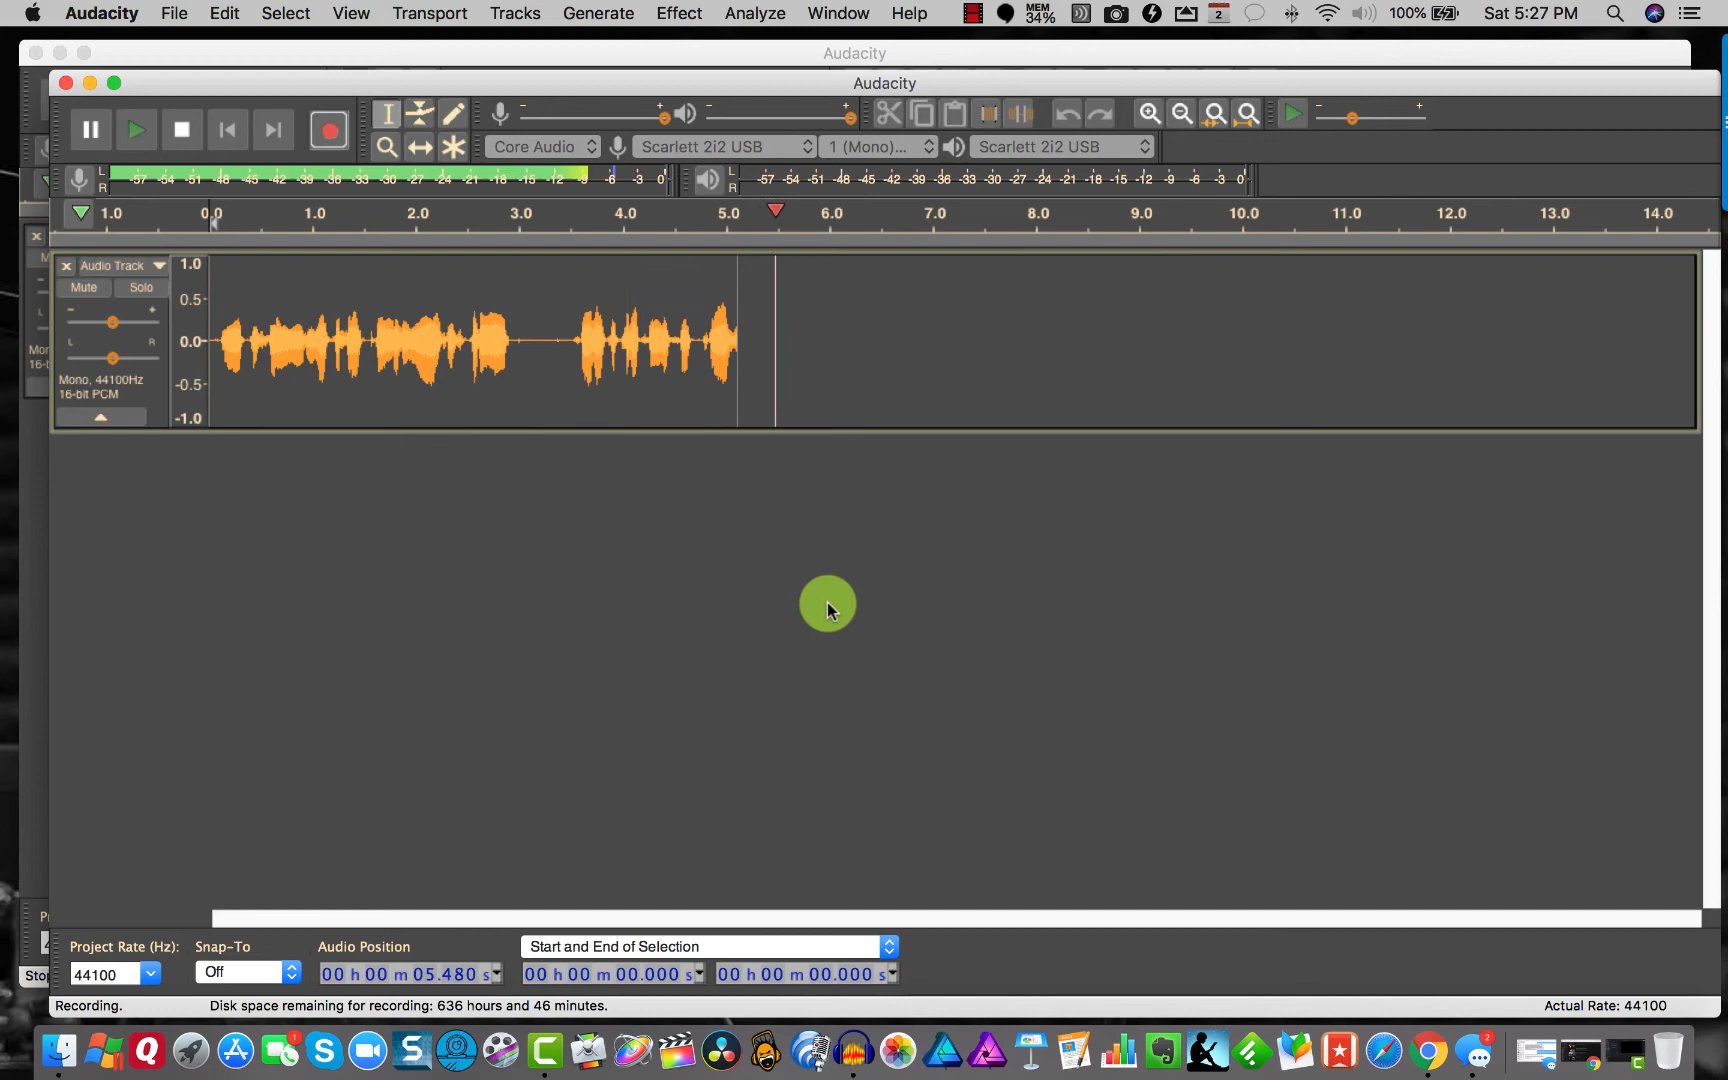 Audacity File Edit Select View Transport Tracks Generate Effect Analyze Window Help MEM 34% 2 100% Sat 5:27 PM
Audacity
Audacity
Core Audio Scarlett 2i2 USB 1 (Mono)... Scarlett 2i2 USB
L -57 -54 -51 -48 -45 -42 -39 -36 -33 -30 -27 -24 -21 -18 -15 -12 -9 -6 -3 0 L -57 -54 -51 -48 -45 -42 -39 -36 -33 -30 -27 -24 -21 -18 -15 -12 -9 -6 -3 0
R R
1.0 0.0 1.0 2.0 3.0 4.0 5.0 6.0 7.0 8.0 9.0 10.0 11.0 12.0 13.0 14.0
Audio Track 1.0
Mute Solo
0.5
L R 0.0
Mono, 44100Hz -0.5
16-bit PCM
-1.0
Project Rate (Hz): Snap-To Audio Position Start and End of Selection
44100 Off 00 h 00 m 05.480 s 00 h 00 m 00.000 s 00 h 00 m 00.000 s
Recording. Disk space remaining for recording: 636 hours and 46 minutes. Actual Rate: 44100
1 2